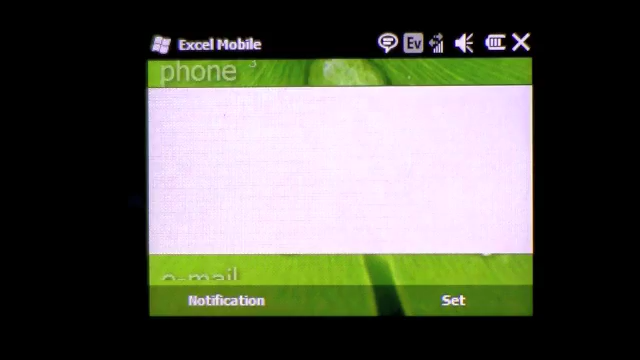 Excel Mobile
Ev
phone
e-mail
Notification
Set